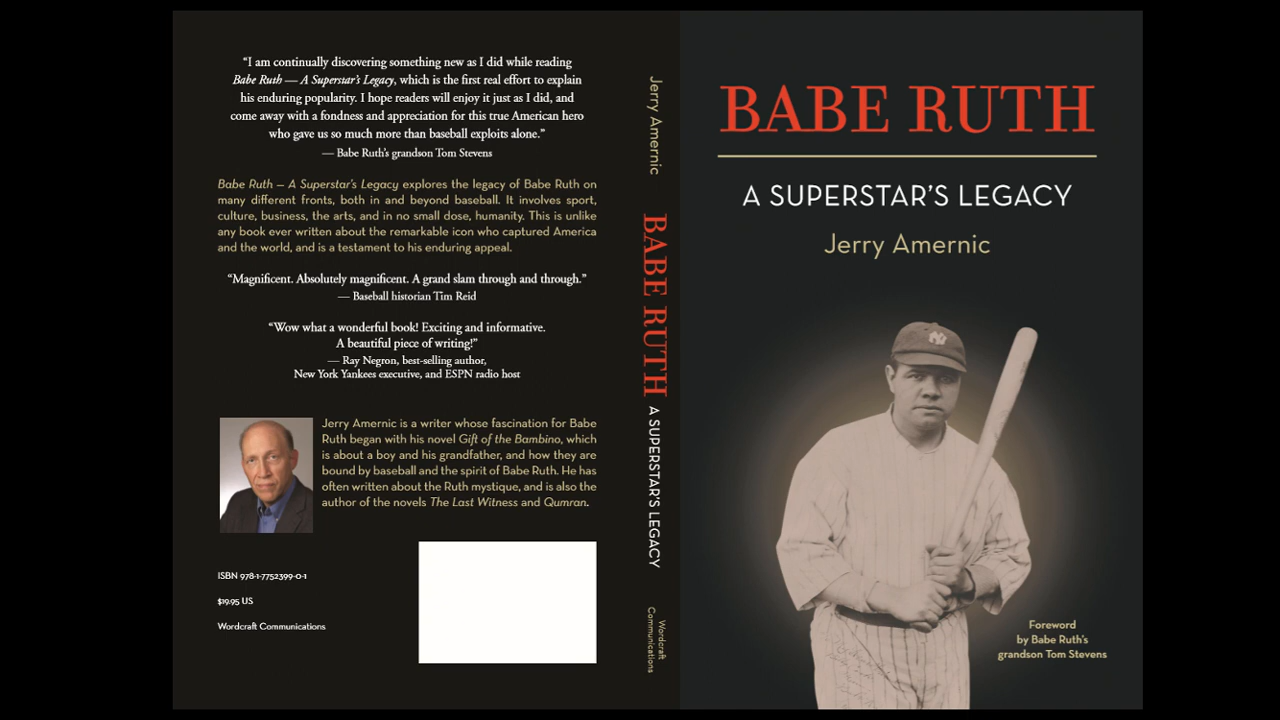 “I am continually discovering something new as I did while reading
Babe Ruth — A Superstar’s Legacy, which is the first real effort to explain
his enduring popularity. I hope readers will enjoy it just as I did, and
come away with a fondness and appreciation for this true American hero
who gave us so much more than baseball exploits alone.”
— Babe Ruth’s grandson Tom Stevens
Babe Ruth — A Superstar’s Legacy explores the legacy of Babe Ruth on
many different fronts, both in and beyond baseball. It involves sport,
culture, business, the arts, and in no small dose, humanity. This is unlike
any book ever written about the remarkable icon who captured America
and the world, and is a testament to his enduring appeal.
“Magnificent. Absolutely magnificent. A grand slam through and through.”
— Baseball historian Tim Reid
“Wow what a wonderful book! Exciting and informative.
A beautiful piece of writing!”
— Ray Negron, best-selling author,
New York Yankees executive, and ESPN radio host
Jerry Amernic is a writer whose fascination for Babe
Ruth began with his novel Gift of the Bambino, which
is about a boy and his grandfather, and how they are
bound by baseball and the spirit of Babe Ruth. He has
often written about the Ruth mystique, and is also the
author of the novels The Last Witness and Qumran.
ISBN 978-1-7752399-0-1
$19.95 US
Wordcraft Communications
Jerry Amernic
BABE RUTH
A SUPERSTAR’S LEGACY
Wordcraft
Communications
BABE RUTH
A SUPERSTAR’S LEGACY
Jerry Amernic
NY
Foreword
by Babe Ruth’s
grandson Tom Stevens